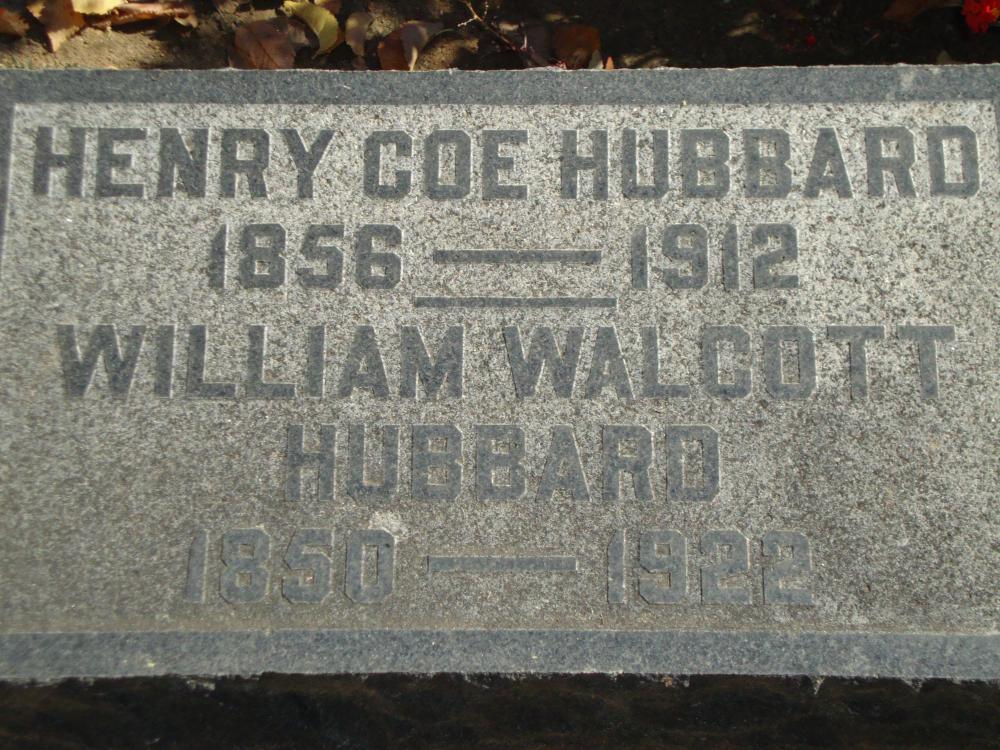 HENRY COE HUBBARD
1856 — 1912
WILLIAM WALCOTT
HUBBARD
1850 — 1922